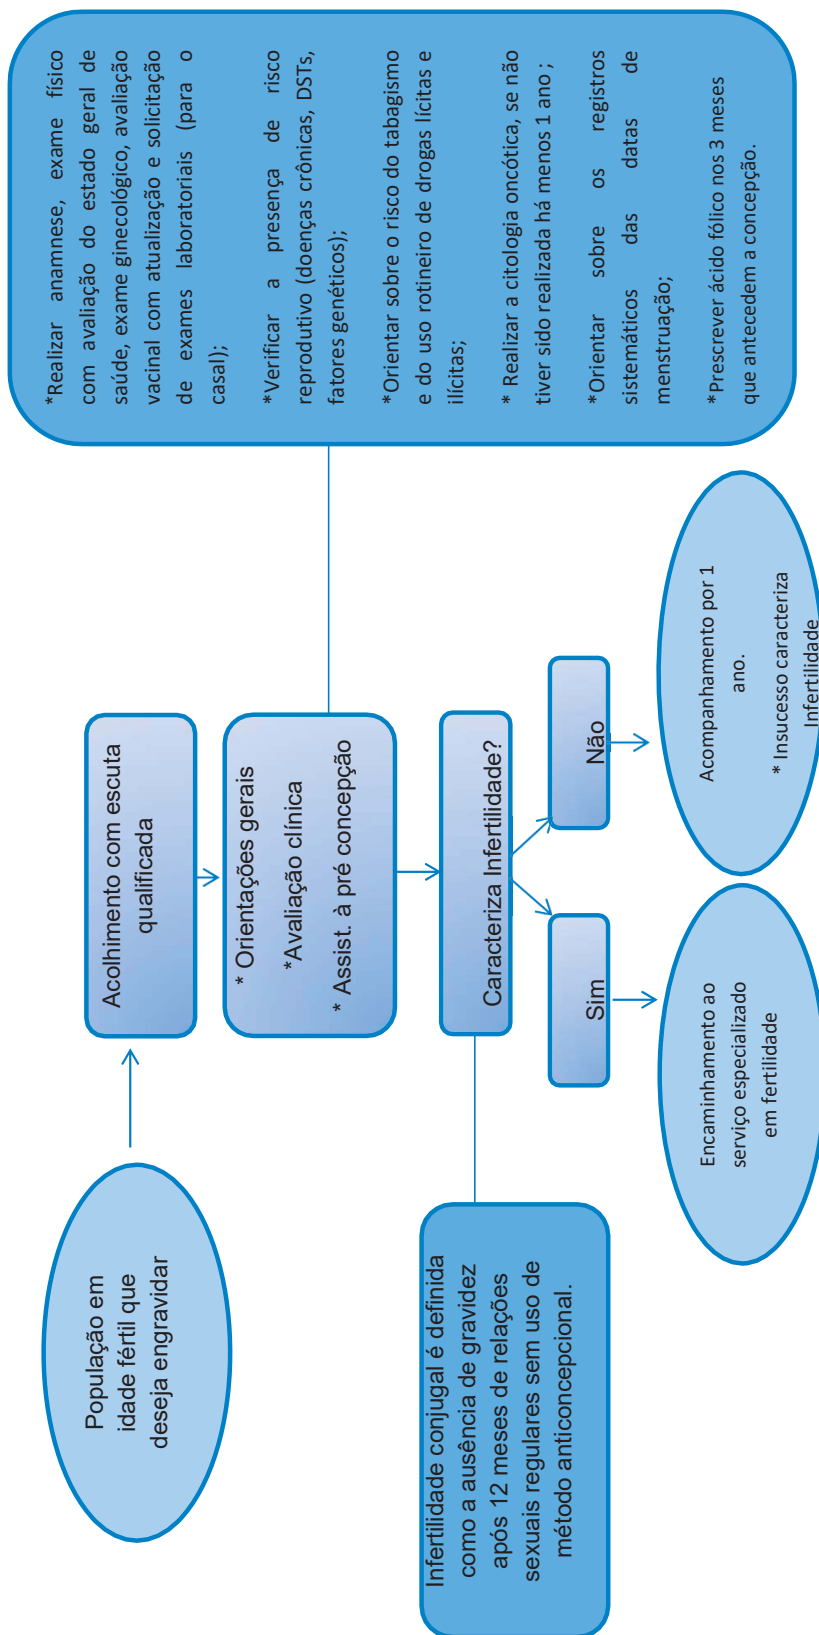 População em
idade fértil que
deseja engravidar
Acolhimento com escuta
qualificada
* Orientações gerais
*Avaliação clínica
* Assist. à pré concepção
*Realizar anamnese, exame físico
com avaliação do estado geral de
saúde, exame ginecológico, avaliação
vacinal com atualização e solicitação
de exames laboratoriais (para o
casal);
*Verificar a presença de risco
reprodutivo (doenças crônicas, DSTs,
fatores genéticos);
*Orientar sobre o risco do tabagismo
e do uso rotineiro de drogas lícitas e
ilícitas;
* Realizar a citologia oncótica, se não
tiver sido realizada há menos 1 ano ;
*Orientar sobre os registros
sistemáticos das datas de
menstruação;
*Prescrever ácido fólico nos 3 meses
que antecedem a concepção.
Infertilidade conjugal é definida
como a ausência de gravidez
após 12 meses de relações
sexuais regulares sem uso de
método anticoncepcional.
Caracteriza Infertilidade?
Sim
Não
Encaminhamento ao
serviço especializado
em fertilidade
Acompanhamento por 1
ano.
* Insucesso caracteriza
Infertilidade